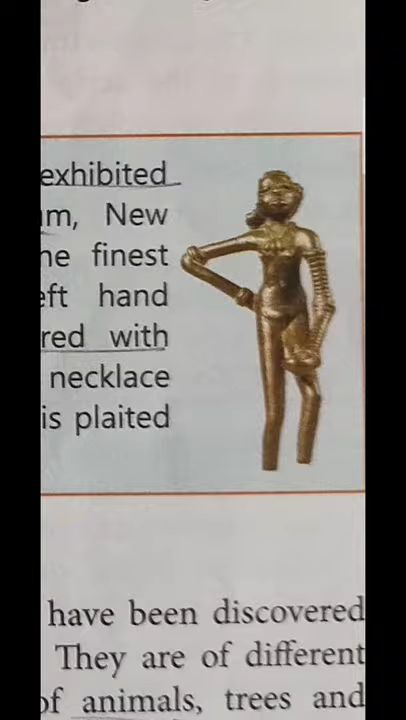 exhibited
m, New
he finest
eft hand
red with
necklace
is plaited
have been discovered
They are of different
of animals, trees and